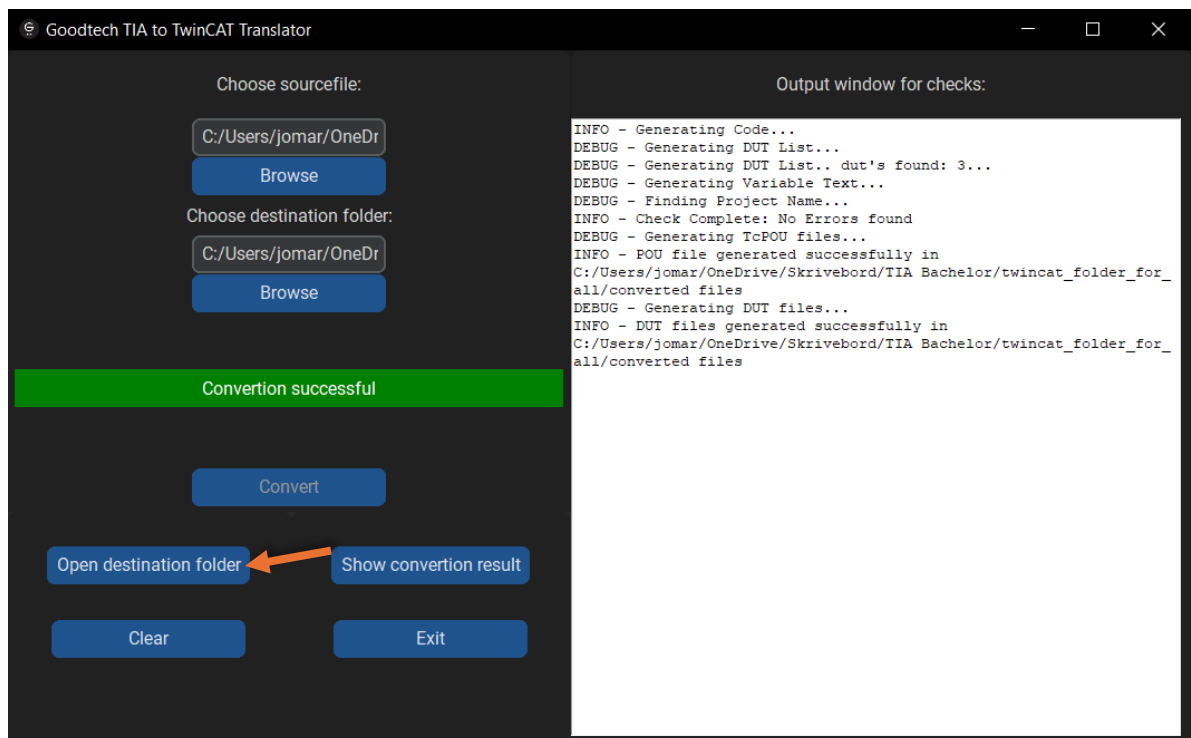 Goodtech TIA to TwinCAT Translator
Choose sourcefile:
C:/Users/jomar/OneDr
Browse
Choose destination folder:
C:/Users/jomar/OneDr
Browse
Convertion successful
Convert
Open destination folder
Show convertion result
Clear
Exit
Output window for checks:
INFO - Generating Code...
DEBUG - Generating DUT List...
DEBUG - Generating DUT List.. dut's found: 3...
DEBUG - Generating Variable Text...
DEBUG - Finding Project Name...
INFO - Check Complete: No Errors found
DEBUG - Generating TcPOU files...
INFO - POU file generated successfully in
C:/Users/jomar/OneDrive/Skrivebord/TIA Bachelor/twincat_folder_for_
all/converted files
DEBUG - Generating DUT files...
INFO - DUT files generated successfully in
C:/Users/jomar/OneDrive/Skrivebord/TIA Bachelor/twincat_folder_for_
all/converted files